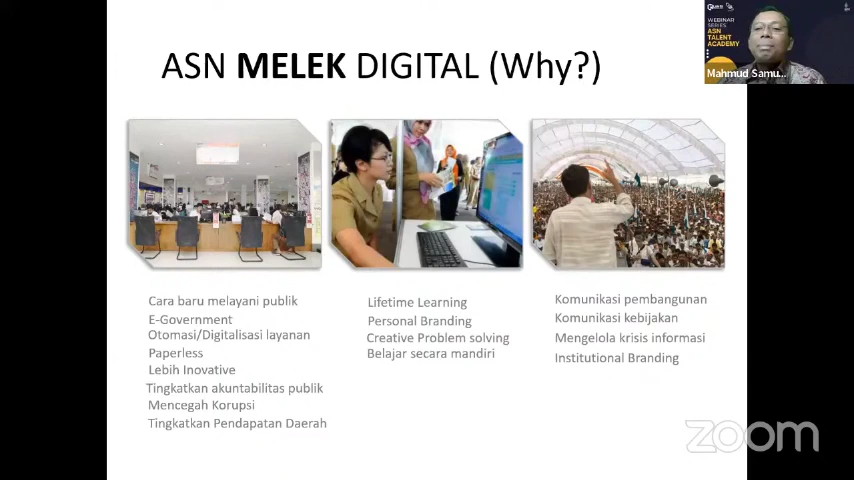 ASN MELEK DIGITAL (Why?)
WEBINAR
SERIES
ASN
TALENT
ACADEMY
Mahmud Samu...
Cara baru melayani publik
E-Government
Otomasi/Digitalisasi layanan
Paperless
Lebih Inovative
Tingkatkan akuntabilitas publik
Mencegah Korupsi
Tingkatkan Pendapatan Daerah
Lifetime Learning
Personal Branding
Creative Problem solving
Belajar secara mandiri
Komunikasi pembangunan
Komunikasi kebijakan
Mengelola krisis informasi
Institutional Branding
zoom